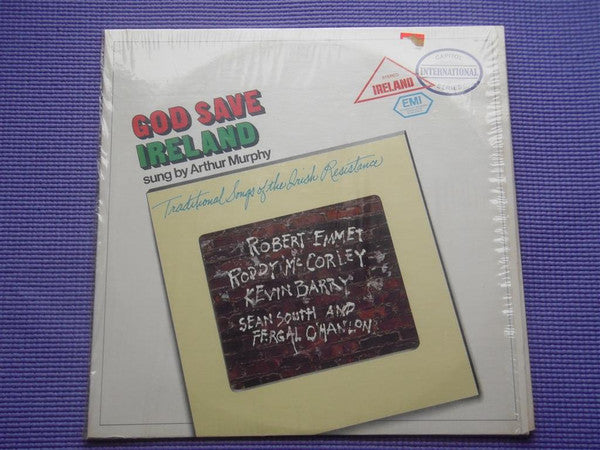 CAPITOL
INTERNATIONAL
SERIES
STEREO
IRELAND
EMI
GOD SAVE
IRELAND
sung by Arthur Murphy
Traditional Songs of the Irish Resistance
ROBERT EMMET
RODDY McCORLEY
KEVIN BARRY
SEAN SOUTH AND
FERGAL O'HANLON